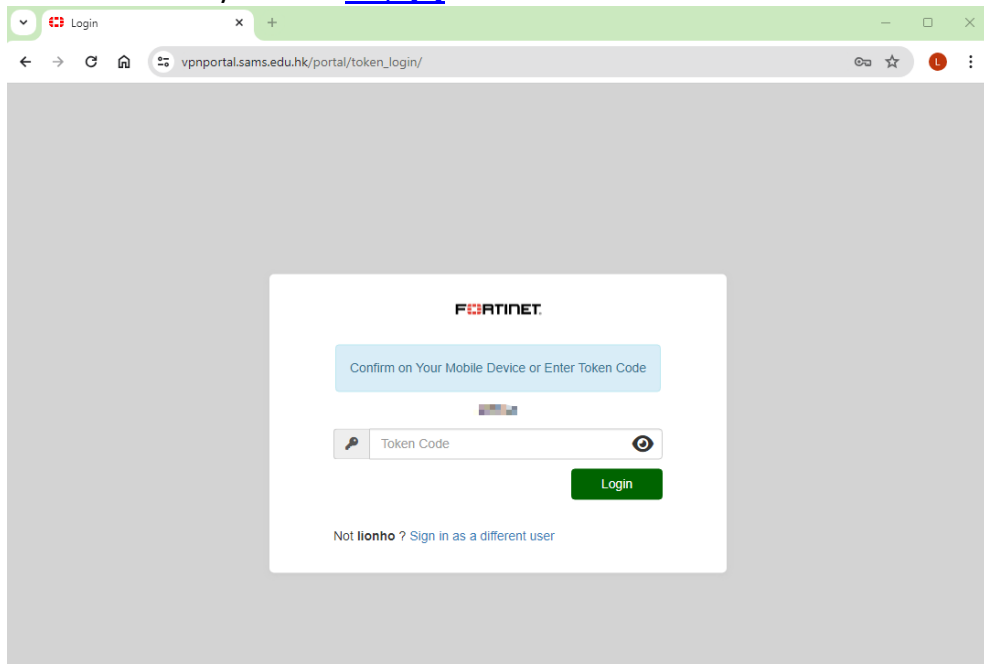 Login
vpnportal.sams.edu.hk/portal/token_login/
L
FORTINET
Confirm on Your Mobile Device or Enter Token Code
Token Code
Login
Not lionho ? Sign in as a different user